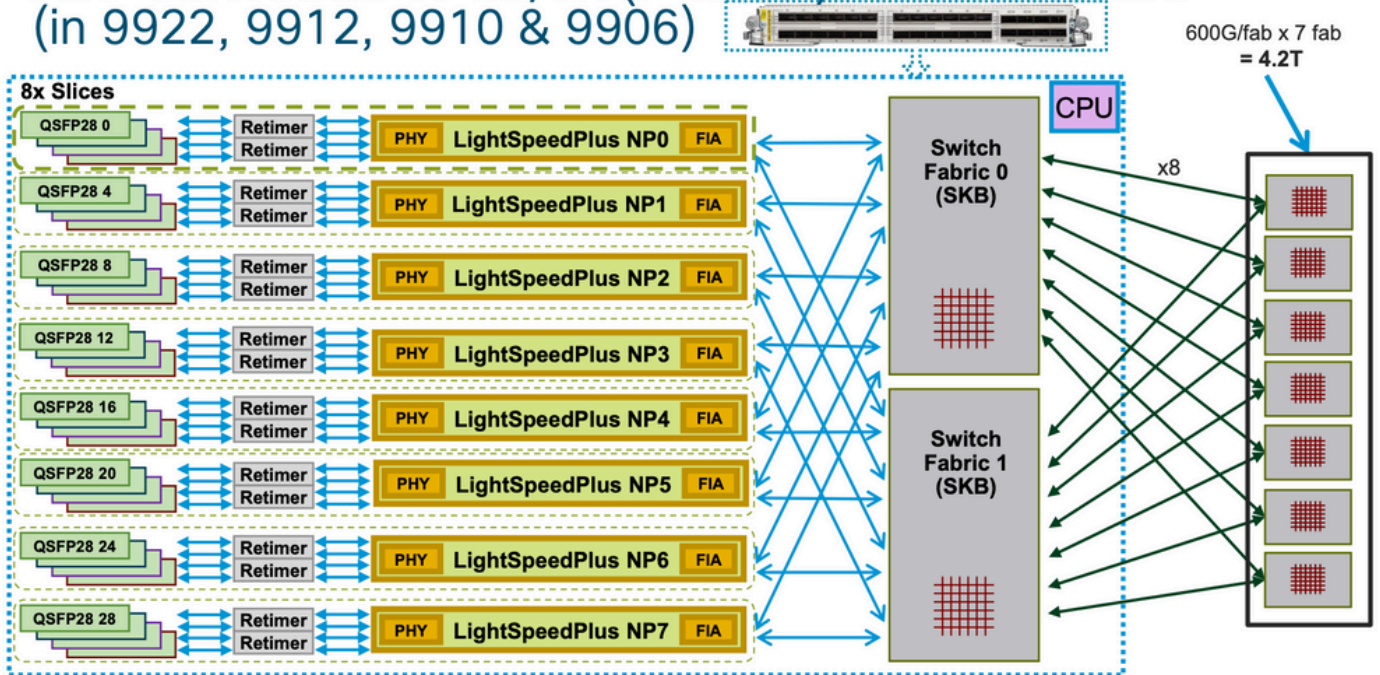 (in 9922, 9912, 9910 & 9906)
600G/fab x 7 fab
= 4.2T
8x Slices
CPU
QSFP28 0
Retimer
Retimer
PHY
LightSpeedPlus NP0
FIA
QSFP28 4
Retimer
Retimer
PHY
LightSpeedPlus NP1
FIA
QSFP28 8
Retimer
Retimer
PHY
LightSpeedPlus NP2
FIA
QSFP28 12
Retimer
Retimer
PHY
LightSpeedPlus NP3
FIA
QSFP28 16
Retimer
Retimer
PHY
LightSpeedPlus NP4
FIA
QSFP28 20
Retimer
Retimer
PHY
LightSpeedPlus NP5
FIA
QSFP28 24
Retimer
Retimer
PHY
LightSpeedPlus NP6
FIA
QSFP28 28
Retimer
Retimer
PHY
LightSpeedPlus NP7
FIA
Switch
Fabric 0
(SKB)
Switch
Fabric 1
(SKB)
x8